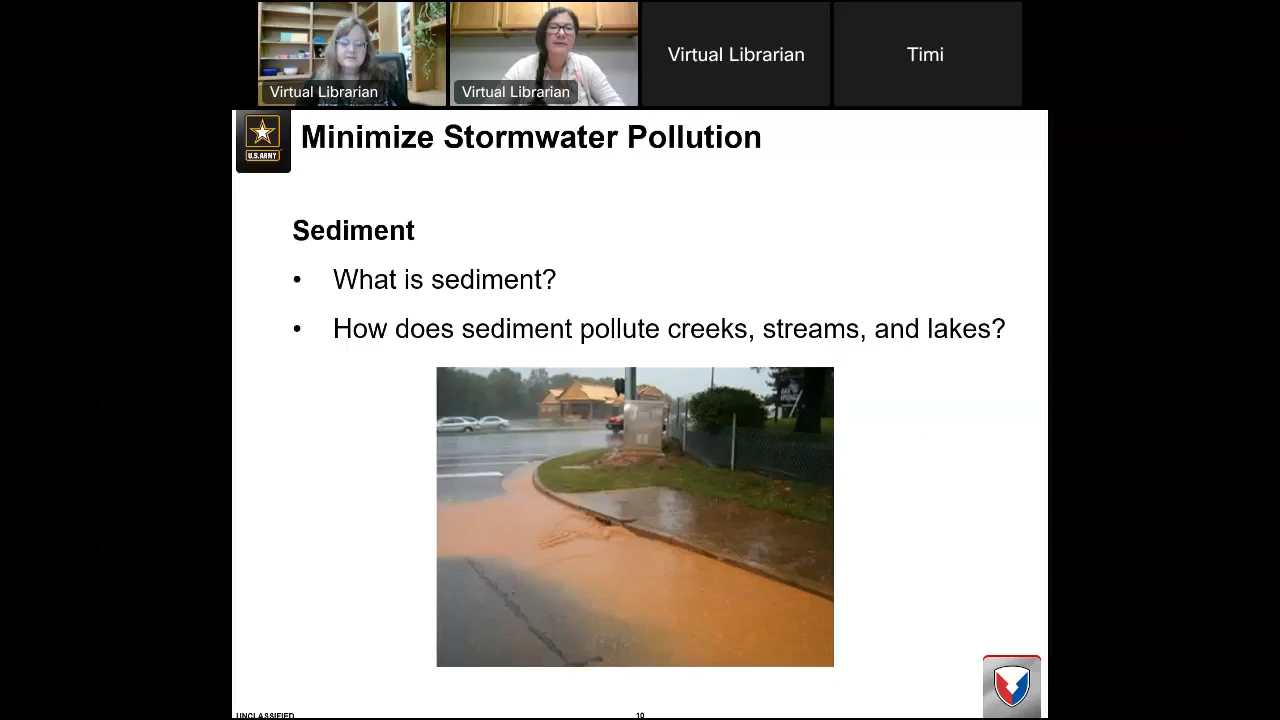 Virtual Librarian
Virtual Librarian
Virtual Librarian
Timi
U.S.ARMY
Minimize Stormwater Pollution
Sediment
• What is sediment?
• How does sediment pollute creeks, streams, and lakes?
UNCLASSIFIED
10